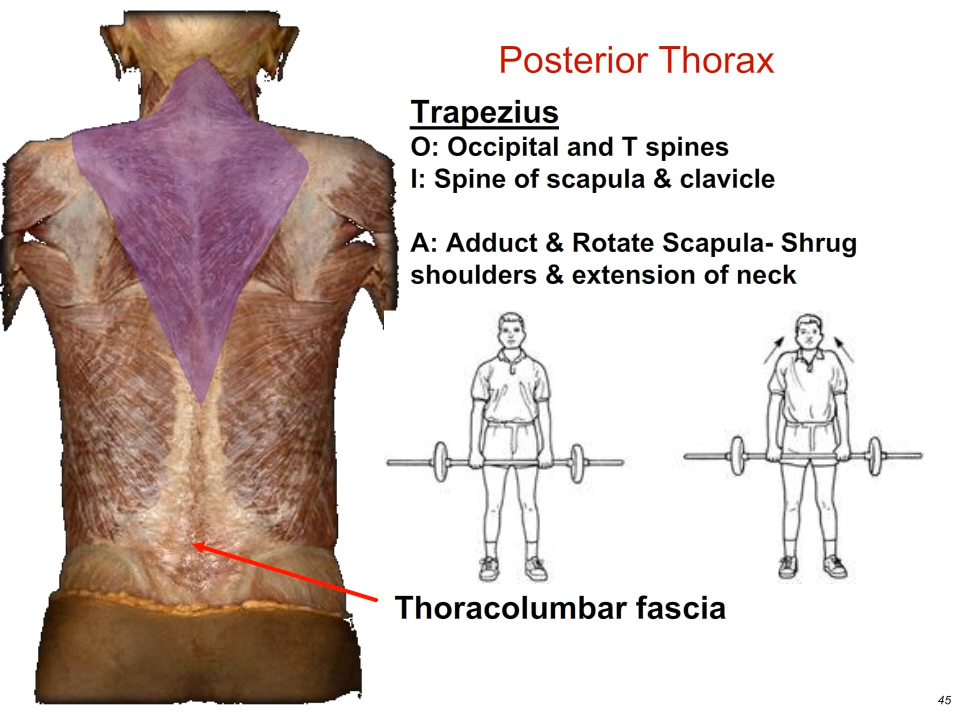 Posterior Thorax
Trapezius
O: Occipital and T spines
I: Spine of scapula & clavicle
A: Adduct & Rotate Scapula- Shrug
shoulders & extension of neck
Thoracolumbar fascia
45